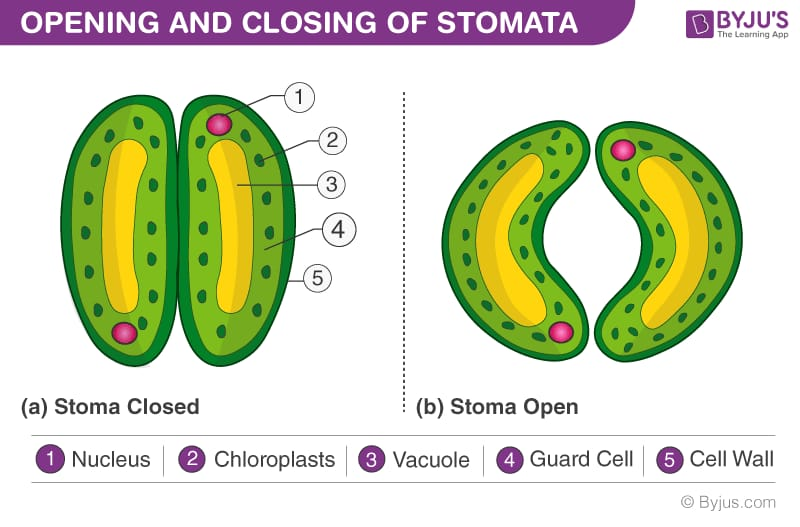 OPENING AND CLOSING OF STOMATA
BYJU'S
The Learning App
1
2
3
4
5
(a) Stoma Closed
(b) Stoma Open
1 Nucleus
2 Chloroplasts
3 Vacuole
4 Guard Cell
5 Cell Wall
© Byjus.com